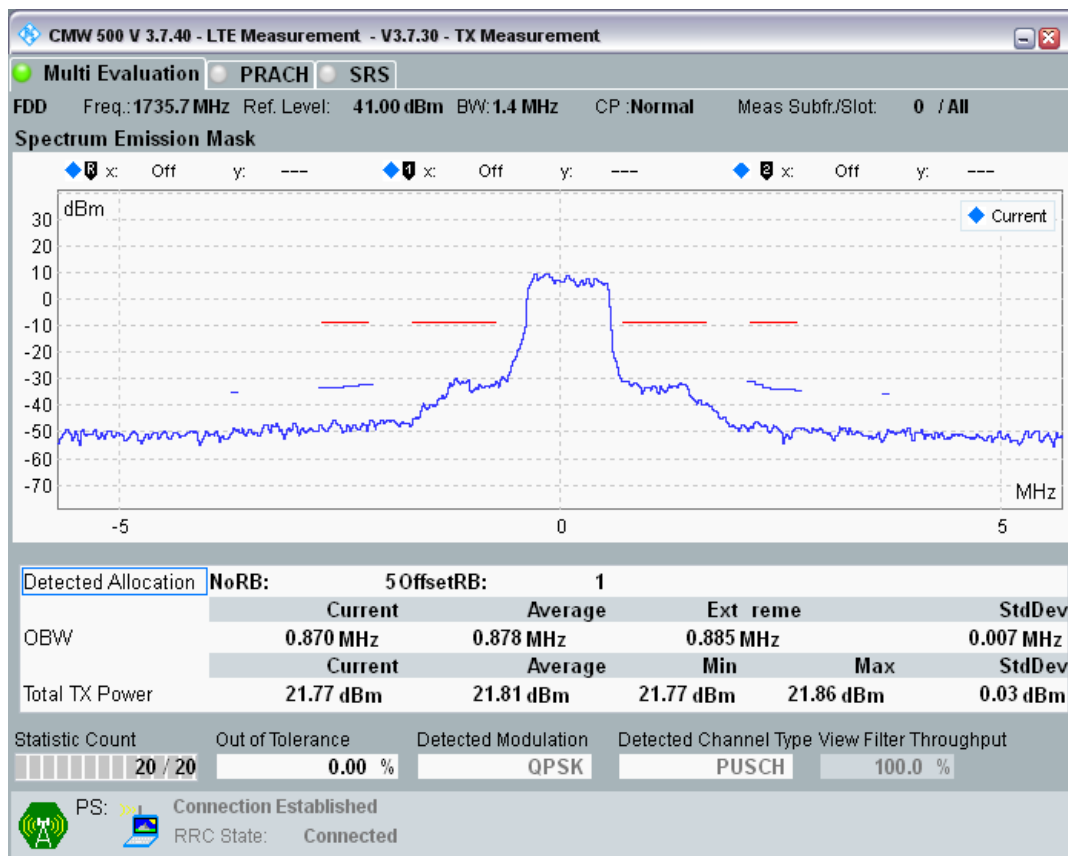 CMW 500 V 3.7.40 - LTE Measurement - V3.7.30 - TX Measurement
Multi Evaluation PRACH SRS
FDD Freq.: 1735.7 MHz Ref. Level: 41.00 dBm BW: 1.4 MHz CP : Normal Meas Subfr./Slot: 0 / All
Spectrum Emission Mask
R x: Off y: --- 1 x: Off y: --- 2 x: Off y: ---
dBm
Current
30
20
10
0
-10
-20
-30
-40
-50
-60
-70
MHz
-5 0 5
Detected Allocation NoRB: 5 OffsetRB: 1
Current Average Ext reme StdDev
OBW 0.870 MHz 0.878 MHz 0.885 MHz 0.007 MHz
Current Average Min Max StdDev
Total TX Power 21.77 dBm 21.81 dBm 21.77 dBm 21.86 dBm 0.03 dBm
Statistic Count Out of Tolerance Detected Modulation Detected Channel Type View Filter Throughput
20 / 20 0.00 % QPSK PUSCH 100.0 %
PS: Connection Established
RRC State: Connected